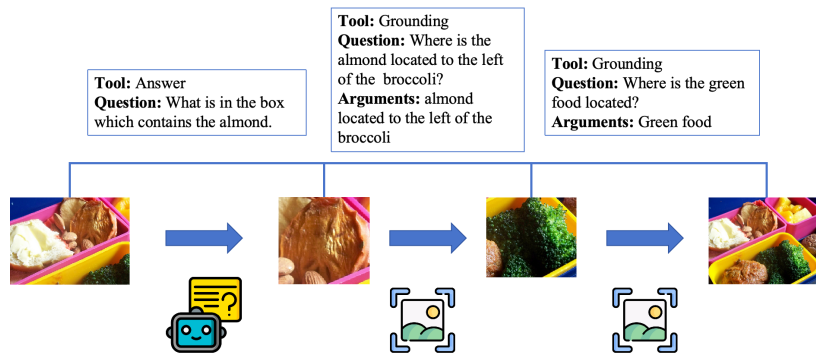 Tool: Answer
Question: What is in the box
which contains the almond.
Tool: Grounding
Question: Where is the
almond located to the left
of the broccoli?
Arguments: almond
located to the left of the
broccoli
Tool: Grounding
Question: Where is the green
food located?
Arguments: Green food